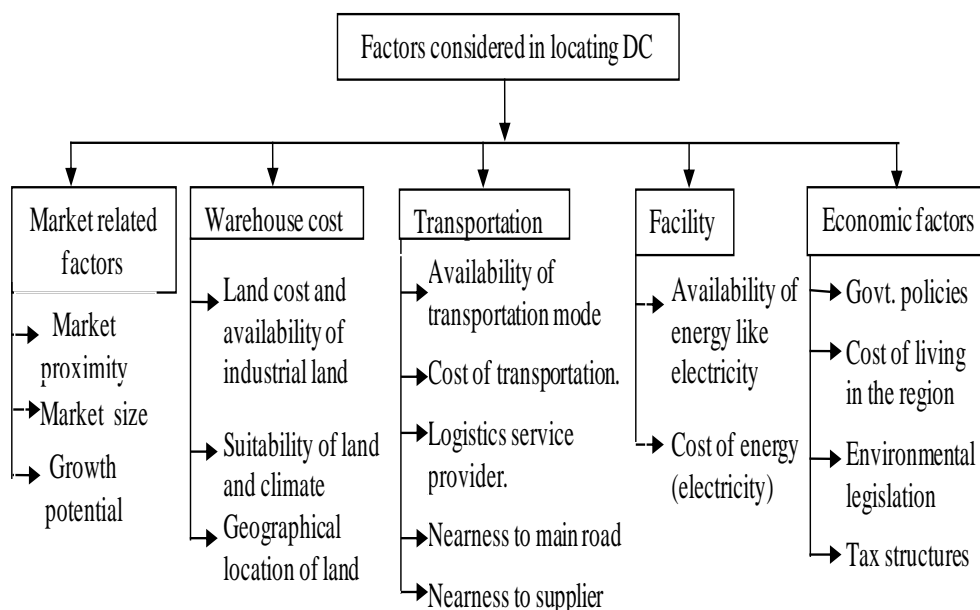 Factors considered in locating DC
Market related
factors
Market
proximity
Market size
Growth
potential
Warehouse cost
Land cost and
availability of
industrial land
Suitability of land
and climate
Geographical
location of land
Transportation
Availability of
transportation mode
Cost of transportation.
Logistics service
provider.
Nearness to main road
Nearness to supplier
Facility
Availability of
energy like
electricity
Cost of energy
(electricity)
Economic factors
Govt. policies
Cost of living
in the region
Environmental
legislation
Tax structures